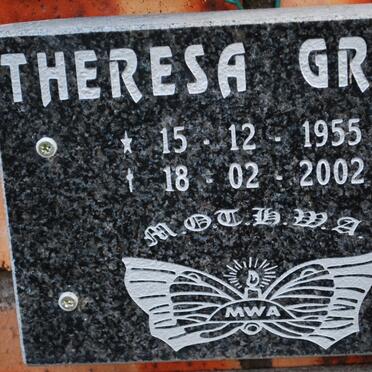 THERESA GR
★ 15 - 12 - 1955
† 18 - 02 - 2002
M.O.T.H.W.A.
MWA